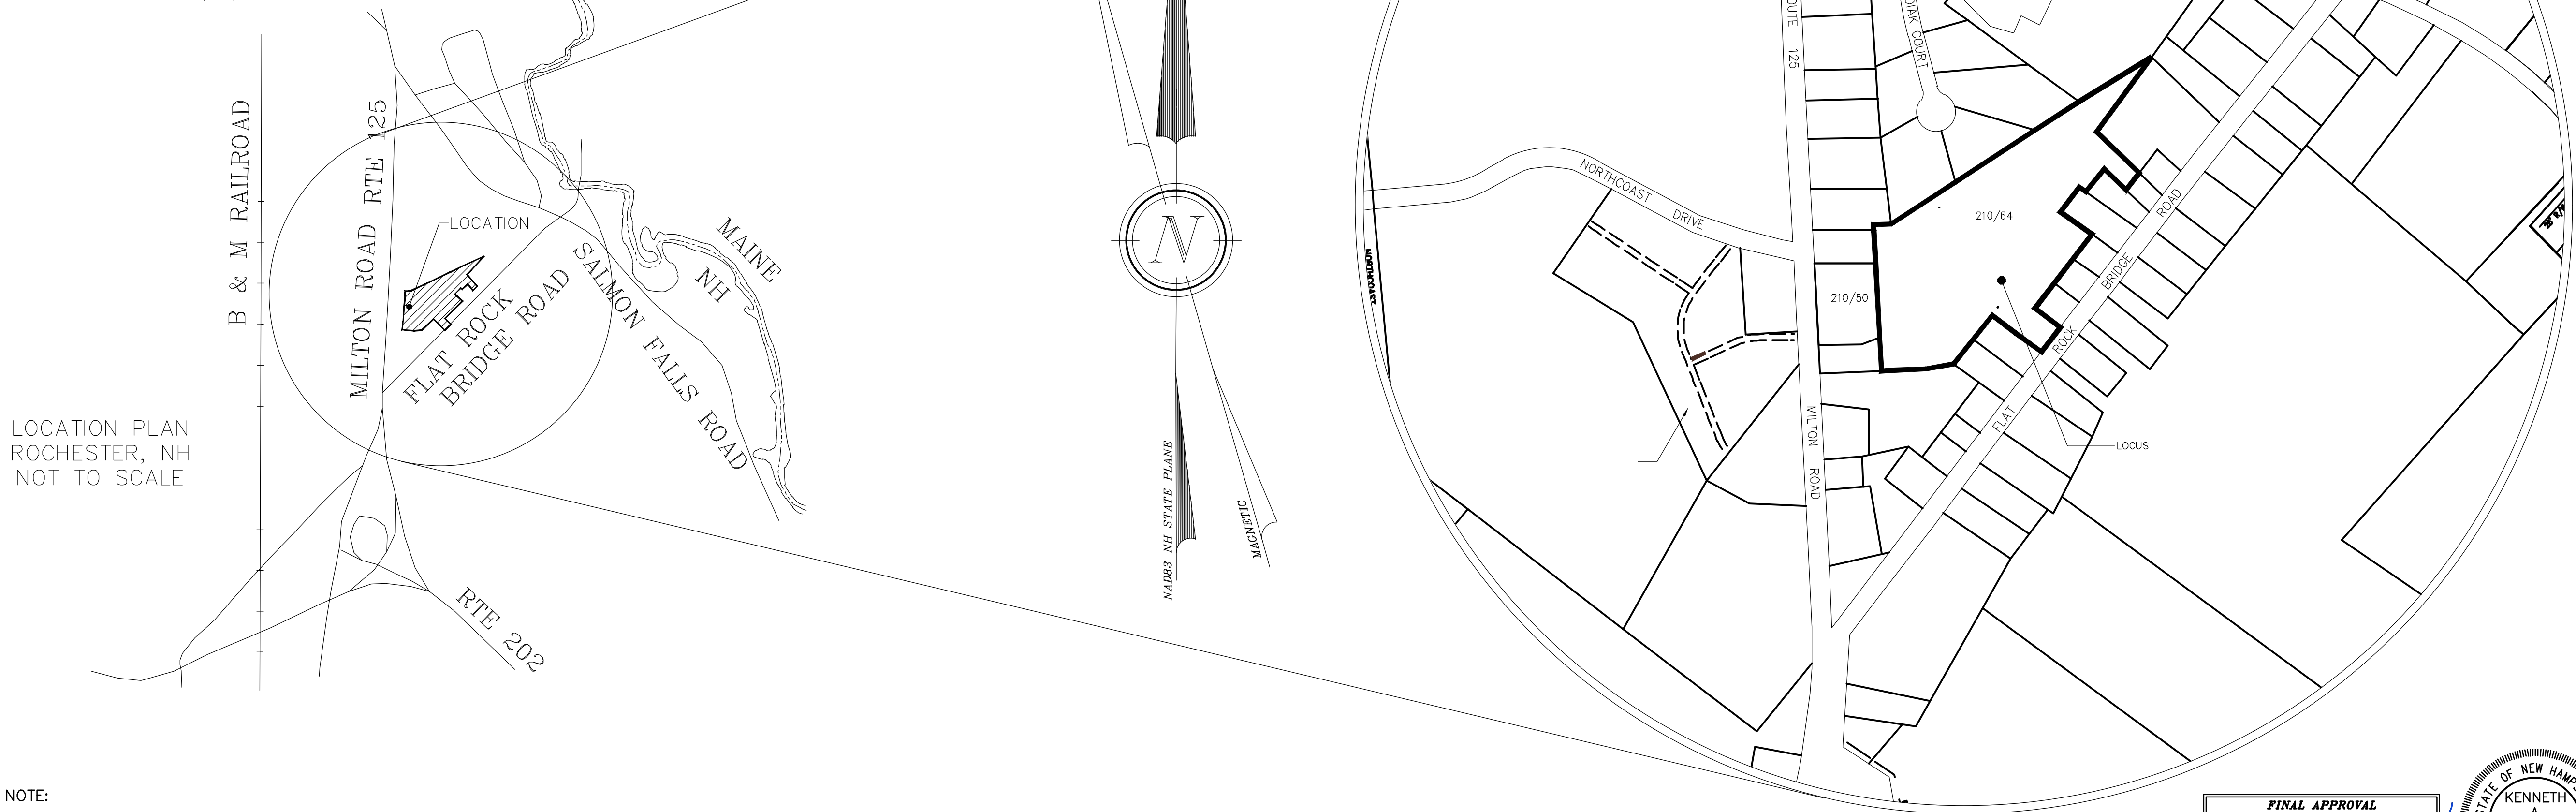 B & M RAILROAD
MILTON ROAD RTE 125
LOCATION
FLAT ROCK
BRIDGE ROAD
SALMON FALLS ROAD
MAINE
NH
LOCATION PLAN
ROCHESTER, NH
NOT TO SCALE
RTE 202
NOTE:
N
NAD83 NH STATE PLANE
MAGNETIC
NORTHCOAST
NORTHCOAST DRIVE
125
COURT
210/64
210/50
MILTON ROAD
FLAT ROCK BRIDGE ROAD
LOCUS
FINAL APPROVAL
STATE OF NEW
KENNETH
A